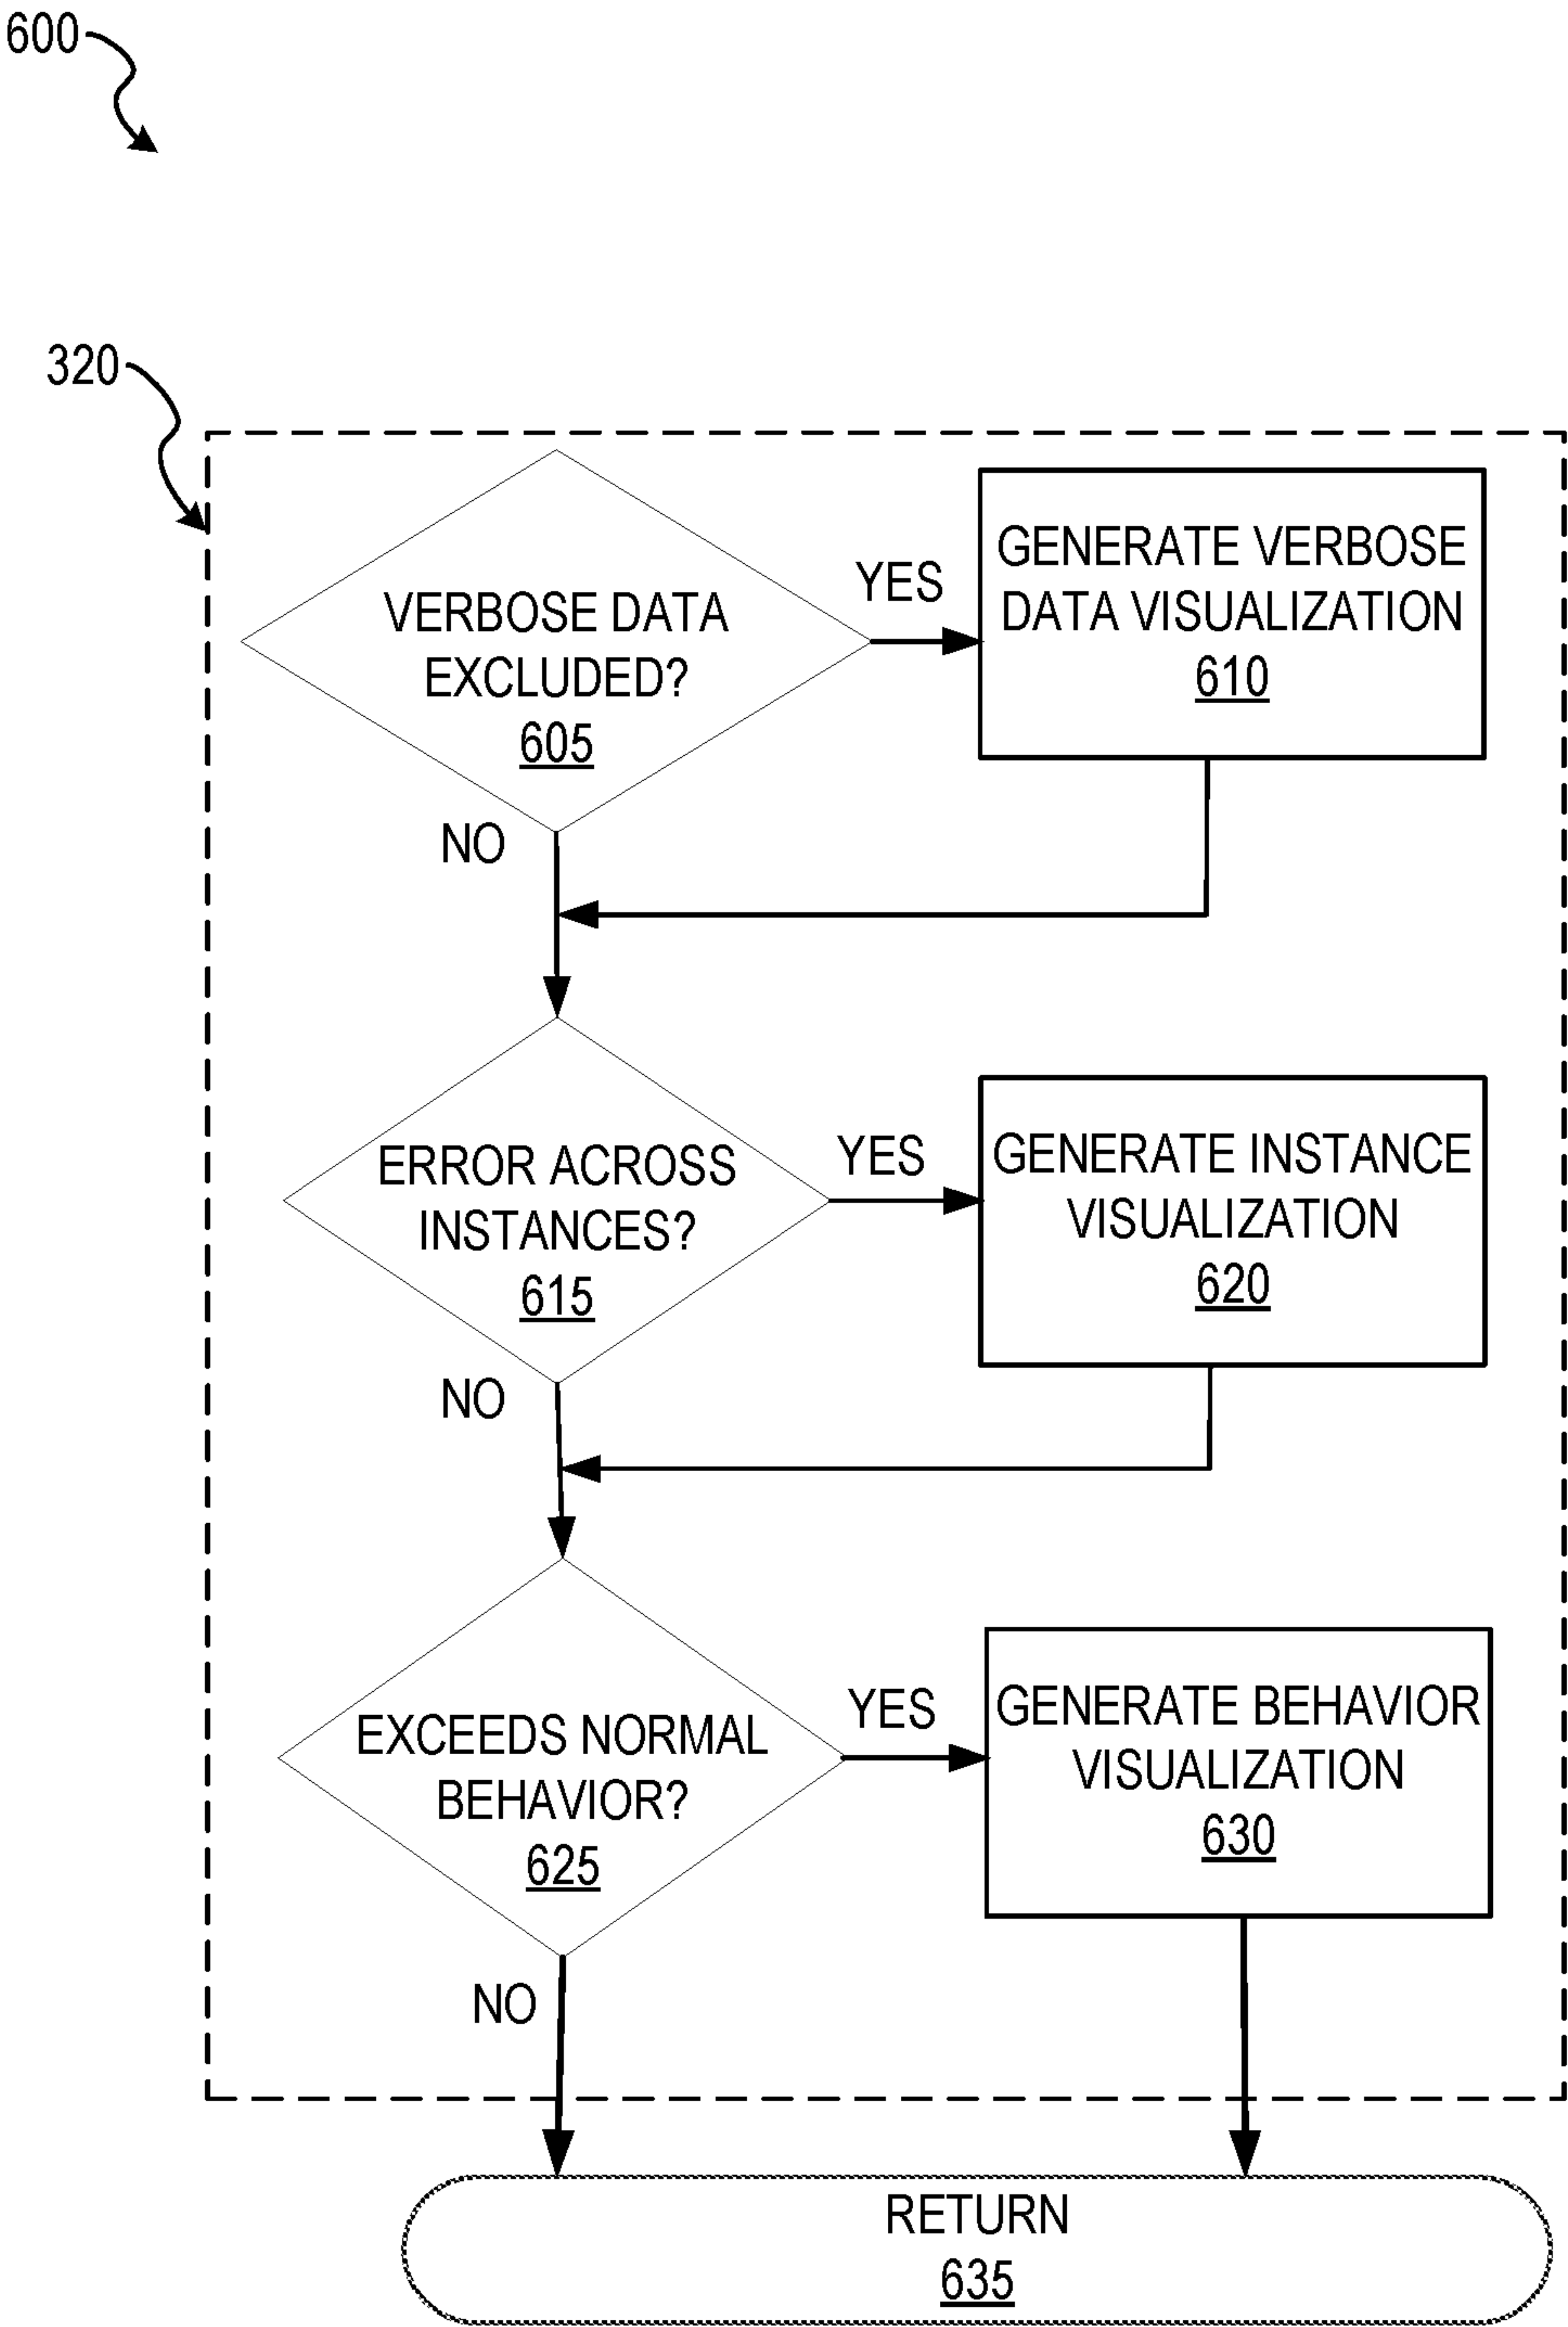 600
320
VERBOSE DATA
EXCLUDED?
605
YES
GENERATE VERBOSE
DATA VISUALIZATION
610
NO
ERROR ACROSS
INSTANCES?
615
YES
GENERATE INSTANCE
VISUALIZATION
620
NO
EXCEEDS NORMAL
BEHAVIOR?
625
YES
GENERATE BEHAVIOR
VISUALIZATION
630
NO
RETURN
635